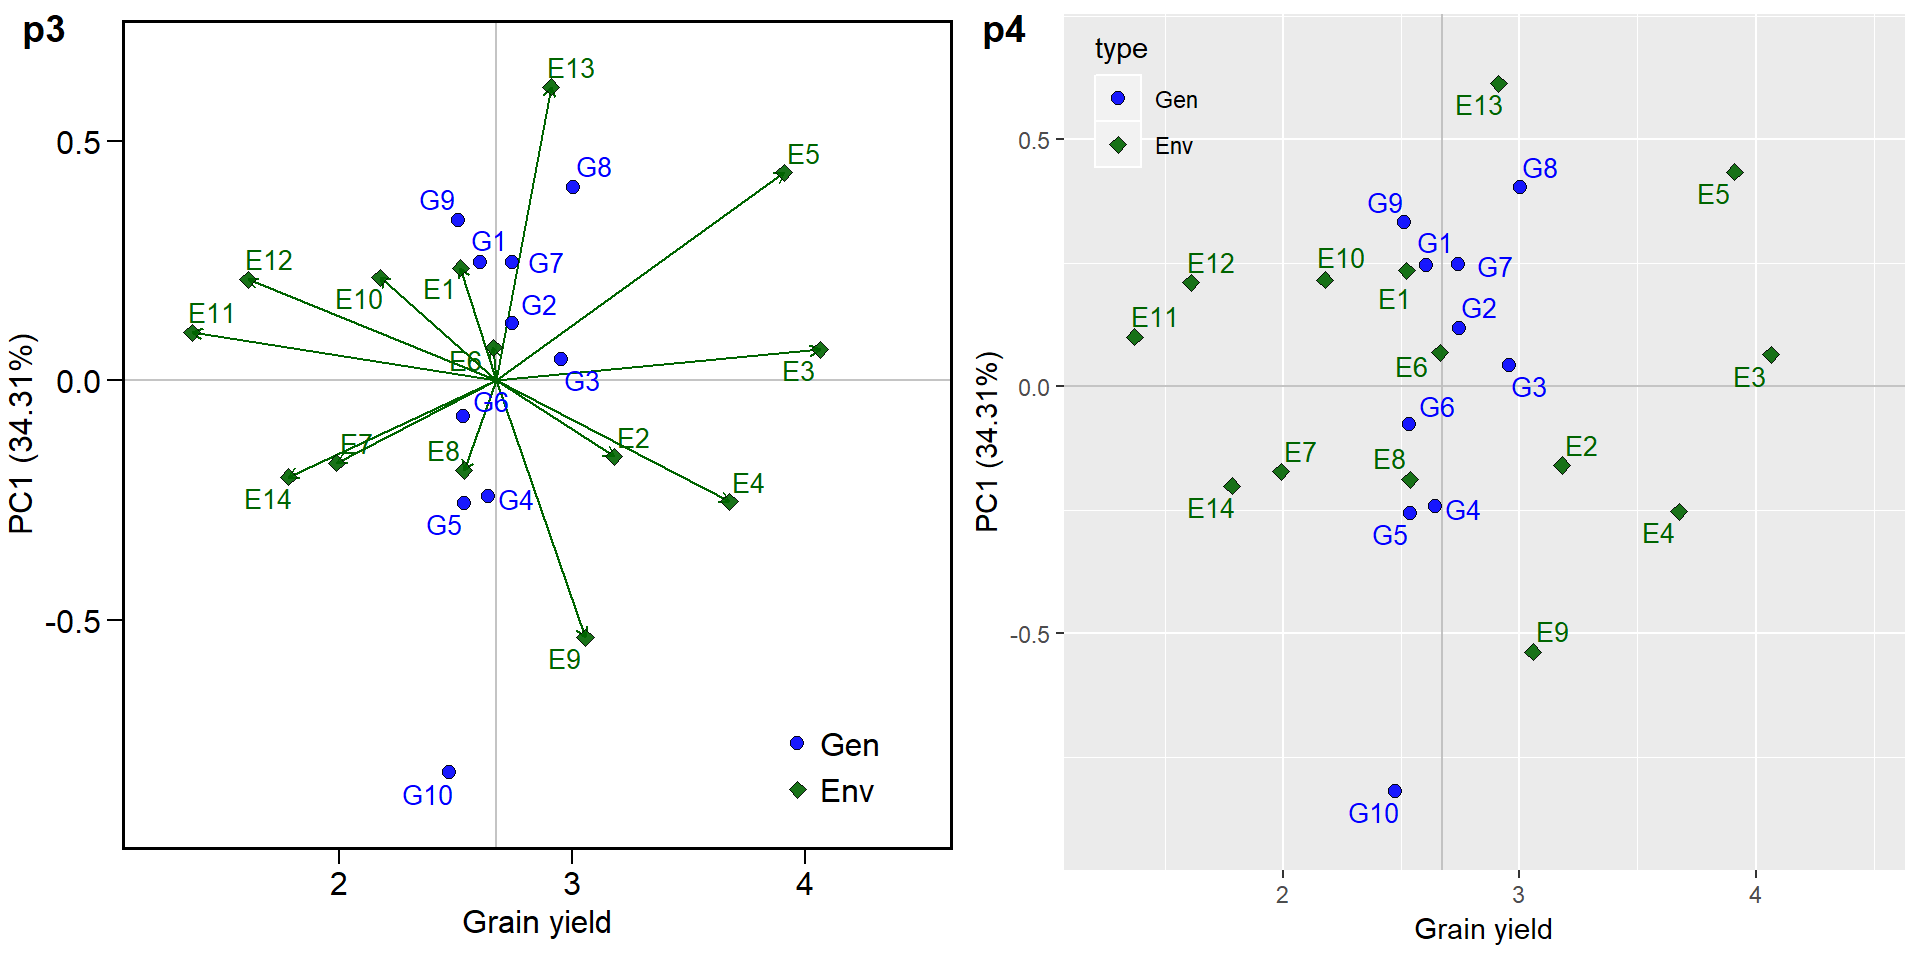 p3
E13
0.5
E5
G8
G9
G1
G7
E12
E10
E1
E11
G2
E6
G3
E3
0.0
PC1 (34.31%)
G6
E7
E8
E2
E14
G4
G5
E4
-0.5
E9
Gen
Env
G10
2 3 4
Grain yield
p4
type
Gen
Env
E13
0.5
G8
G9
E5
G1
G7
E12
E10
E1
E11
G2
E6
G3
E3
0.0
PC1 (34.31%)
G6
E7
E8
E2
E14
G4
G5
E4
-0.5
E9
G10
2 3 4
Grain yield